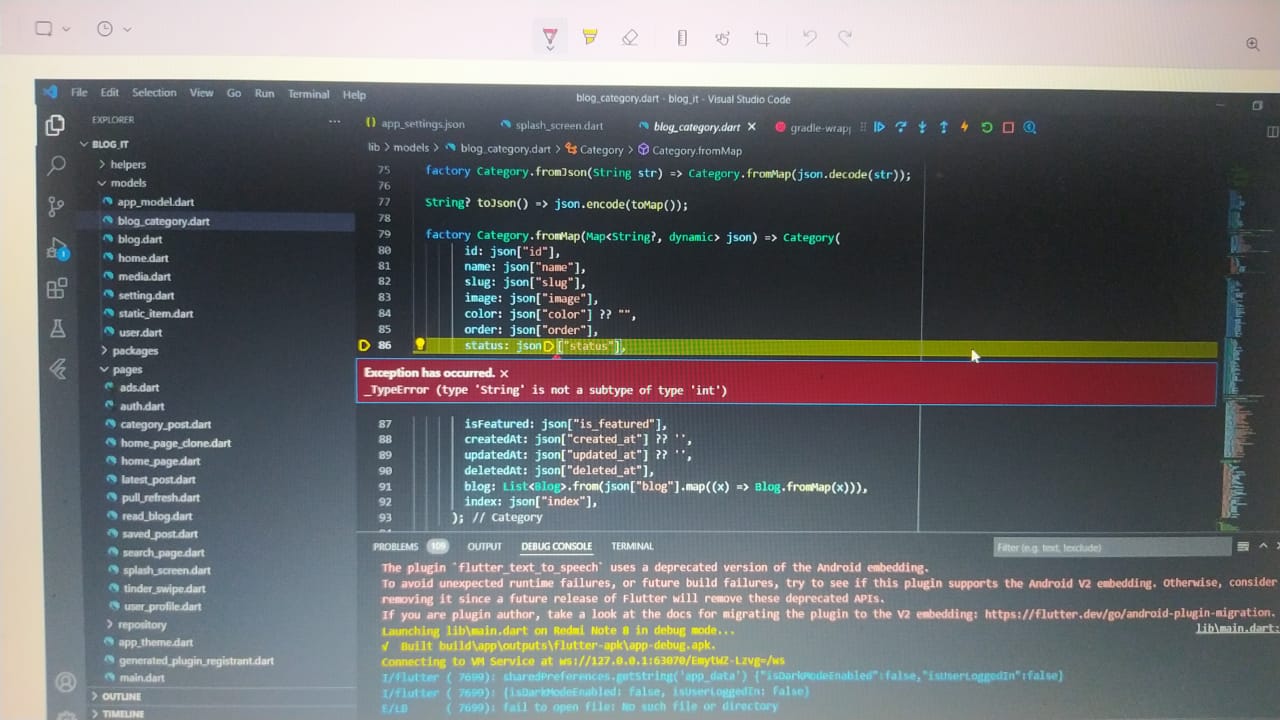 File Edit Selection View Go Run Terminal Help
blog_category.dart - blog_it - Visual Studio Code
EXPLORER
BLOG_IT
helpers
models
app_model.dart
blog_category.dart
blog.dart
home.dart
media.dart
setting.dart
static_item.dart
user.dart
packages
pages
ads.dart
auth.dart
category_post.dart
home_page_clone.dart
home_page.dart
latest_post.dart
pull_refresh.dart
read_blog.dart
saved_post.dart
search_page.dart
splash_screen.dart
tinder_swipe.dart
user_profile.dart
repository
app_theme.dart
generated_plugin_registrant.dart
main.dart
OUTLINE
TIMELINE
1
{} app_settings.json splash_screen.dart blog_category.dart gradle-wrapp
lib > models > blog_category.dart > Category > Category.fromMap
75 factory Category.fromJson(String str) => Category.fromMap(json.decode(str));
76
77 String? toJson() => json.encode(toMap());
78
79 factory Category.fromMap(Map<String?, dynamic> json) => Category(
80 id: json["id"],
81 name: json["name"],
82 slug: json["slug"],
83 image: json["image"],
84 color: json["color"] ?? "",
85 order: json["order"],
86 status: json["status"],
Exception has occurred. ×
_TypeError (type 'String' is not a subtype of type 'int')
87 isFeatured: json["is_featured"],
88 createdAt: json["created_at"] ?? '',
89 updatedAt: json["updated_at"] ?? '',
90 deletedAt: json["deleted_at"],
91 blog: List<Blog>.from(json["blog"].map((x) => Blog.fromMap(x))),
92 index: json["index"],
93 ); // Category
PROBLEMS 109 OUTPUT DEBUG CONSOLE TERMINAL Filter (e.g. text, !exclude)
The plugin `flutter_text_to_speech` uses a deprecated version of the Android embedding.
To avoid unexpected runtime failures, or future build failures, try to see if this plugin supports the Android V2 embedding. Otherwise, consider
removing it since a future release of Flutter will remove these deprecated APIs.
If you are plugin author, take a look at the docs for migrating the plugin to the V2 embedding: https://flutter.dev/go/android-plugin-migration.
Launching lib\main.dart on Redmi Note 8 in debug mode... lib\main.dart:
√ Built build\app\outputs\flutter-apk\app-debug.apk.
Connecting to VM Service at ws://127.0.0.1:63070/EmytWZ-Lzvg=/ws
I/flutter ( 7699): sharedPreferences.getString('app_data') {"isDarkModeEnabled":false,"isUserLoggedIn":false}
I/flutter ( 7699): {isDarkModeEnabled: false, isUserLoggedIn: false}
E/LB ( 7699): fail to open file: No such file or directory